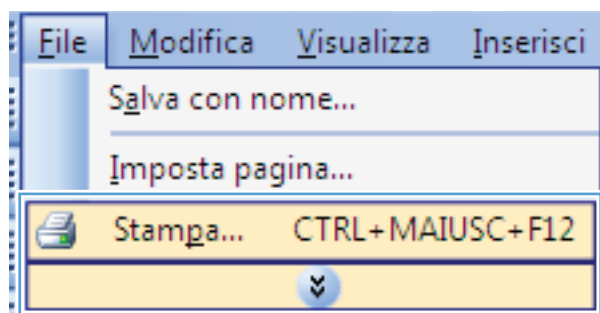 File Modifica Visualizza Inserisci
Salva con nome...
Imposta pagina...
Stampa... CTRL+MAIUSC+F12